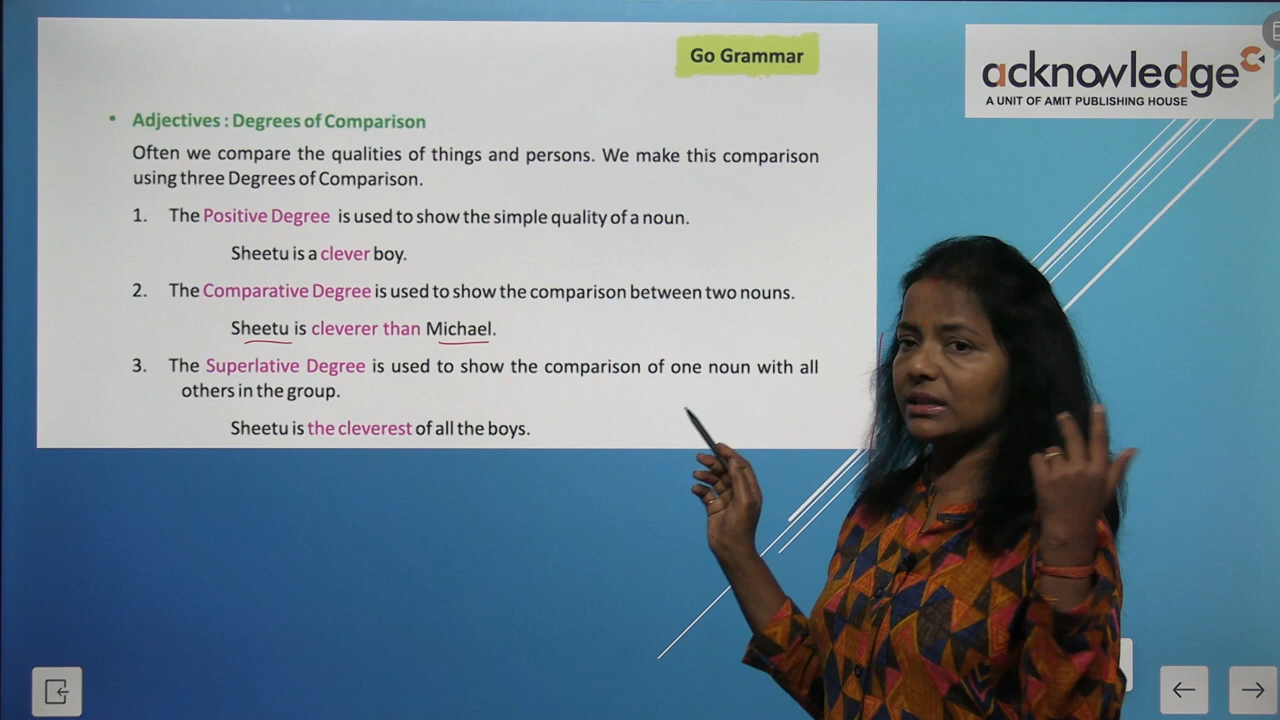 Go Grammar
acknowledge
A UNIT OF AMIT PUBLISHING HOUSE
• Adjectives : Degrees of Comparison
Often we compare the qualities of things and persons. We make this comparison
using three Degrees of Comparison.
1. The Positive Degree is used to show the simple quality of a noun.
Sheetu is a clever boy.
2. The Comparative Degree is used to show the comparison between two nouns.
Sheetu is cleverer than Michael.
3. The Superlative Degree is used to show the comparison of one noun with all
others in the group.
Sheetu is the cleverest of all the boys.